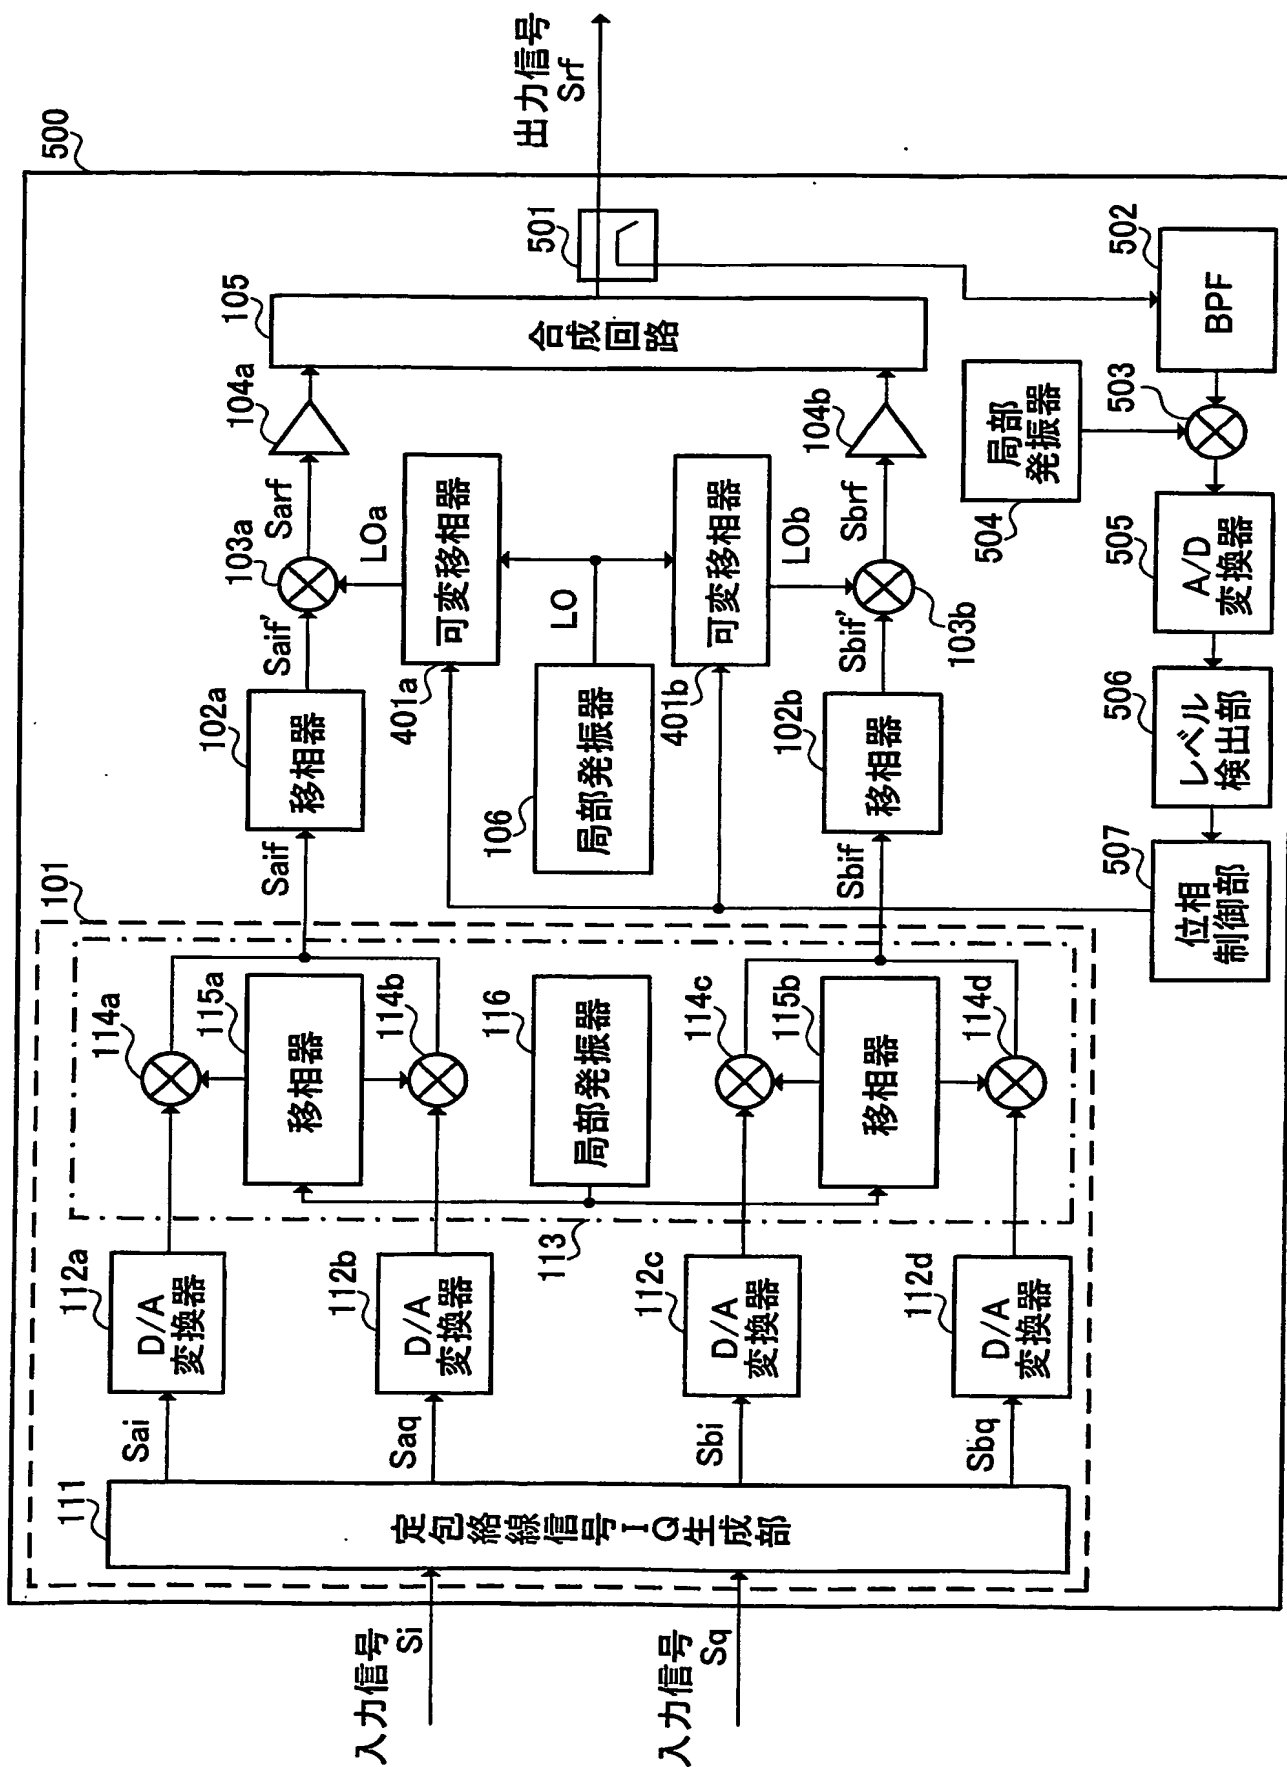 500
101
入力信号
Si
入力信号
Sq
111
定包絡線信号IQ生成部
Sai
Saq
Sbi
Sbq
112a
D/A
変換器
112b
D/A
変換器
112c
D/A
変換器
112d
D/A
変換器
113
114a
115a
移相器
114b
116
局部発振器
114c
115b
移相器
114d
Saif
Sbif
102a
移相器
102b
移相器
106
局部発振器
Saif'
Sbif'
LO
103a
103b
401a
可変移相器
401b
可変移相器
LOa
LOb
Sarf
Sbrf
104a
104b
105
合成回路
501
出力信号
Srf
502
BPF
503
504
局部
発振器
505
A/D
変換器
506
レベル
検出部
507
位相
制御部